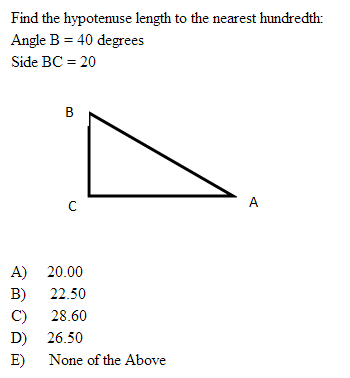 Find the hypotenuse length to the nearest hundredth:
Angle B = 40 degrees
Side BC = 20
B
C
A
A) 20.00
B) 22.50
C) 28.60
D) 26.50
E) None of the Above